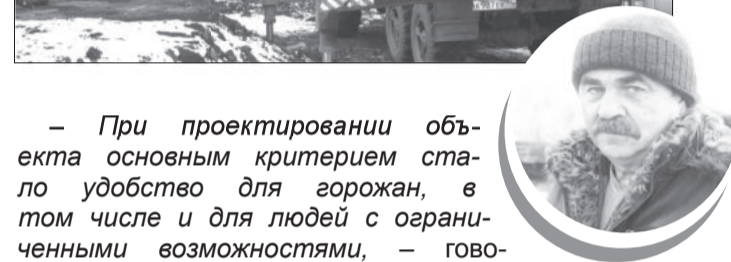 – При проектировании объ-
екта основным критерием ста-
ло удобство для горожан, в
том числе и для людей с ограни-
ченными возможностями, – гово-